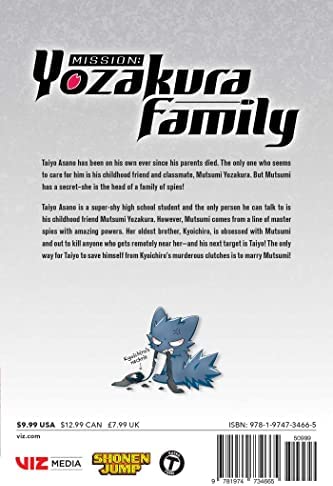 MISSION:
Yozakura
family
Taiyo Asano has been on his own ever since his parents died. The only one who seems
to care for him is his childhood friend and classmate, Mutsumi Yozakura. But Mutsumi
has a secret—she is the head of a family of spies!
Taiyo Asano is a super-shy high school student and the only person he can talk to is
his childhood friend Mutsumi Yozakura. However, Mutsumi comes from a line of master
spies with amazing powers. Her oldest brother, Kyoichiro, is obsessed with Mutsumi
and out to kill anyone who gets remotely near her—and his next target is Taiyo! The only
way for Taiyo to save himself from Kyoichiro's murderous clutches is to marry Mutsumi!
Kyoichiro's
necktie
$9.99 USA $12.99 CAN £7.99 UK
viz.com
ISBN: 978-1-9747-3466-5
50999
VIZ MEDIA
SHONEN
JUMP
T
9 781974 734665